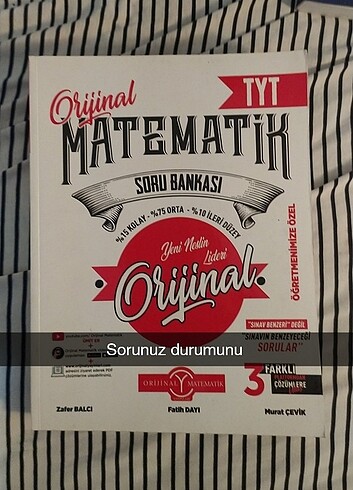 TYT
Orijinal
MATEMATİK
SORU BANKASI
%15 KOLAY - %75 ORTA - %10 İLERİ DÜZEY
ÖĞRETMENİMİZE ÖZEL
Yeni Neslin
Lideri
Orijinal
"SINAV BENZERİ" DEĞİL
"SINAVIN BENZEYECEĞİ
SORULAR"
Sorunuz durumunu
3 FARKLI
ÇÖZÜMLERE
ORİJİNAL MATEMATİK
Zafer BALCI
Fatih DAYI
Murat ÇEVİK